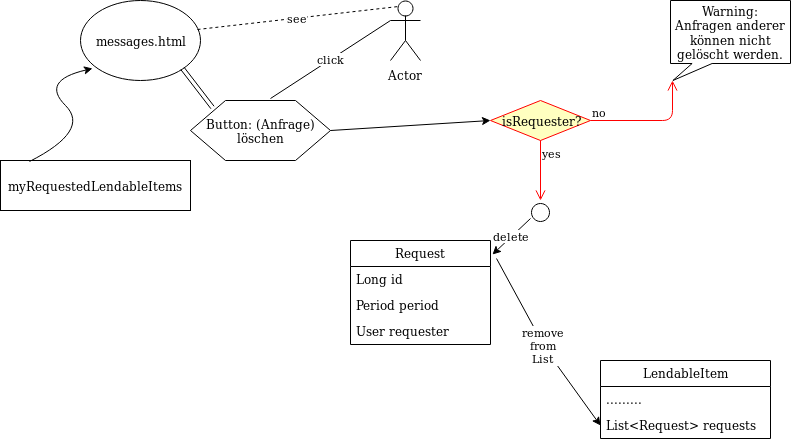 see
messages.html
click
Actor
Warning:
Anfragen anderer
können nicht
gelöscht werden.
Button: (Anfrage)
löschen
isRequester?
no
yes
myRequestedLendableItems
delete
Request
Long id
Period period
User requester
remove
from
List
LendableItem
.........
List<Request> requests